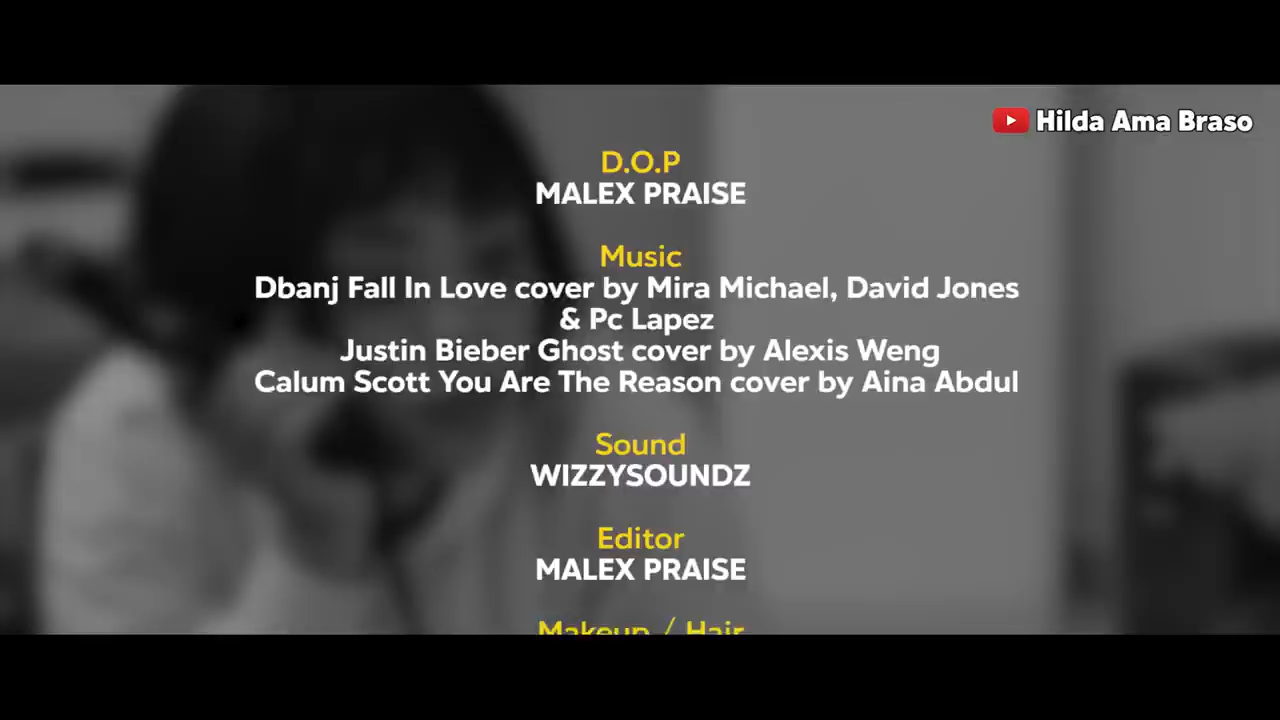 Hilda Ama Braso
D.O.P
MALEX PRAISE
Music
Dbanj Fall In Love cover by Mira Michael, David Jones
& Pc Lapez
Justin Bieber Ghost cover by Alexis Weng
Calum Scott You Are The Reason cover by Aina Abdul
Sound
WIZZYSOUNDZ
Editor
MALEX PRAISE
Makeup / Hair